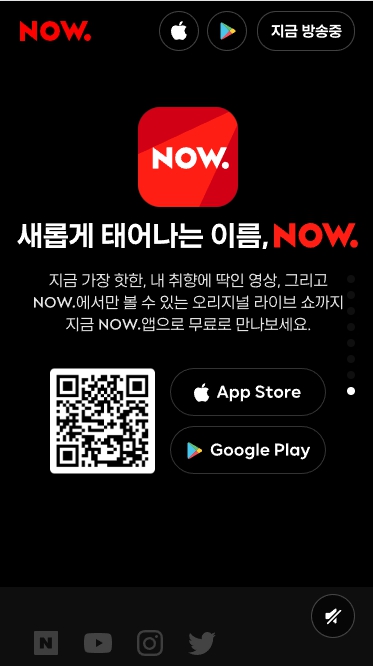 NOW.
지금 방송중
NOW.
새롭게 태어나는 이름, NOW.
지금 가장 핫한, 내 취향에 딱인 영상, 그리고
NOW.에서만 볼 수 있는 오리지널 라이브 쇼까지
지금 NOW.앱으로 무료로 만나보세요.
App Store
Google Play
N